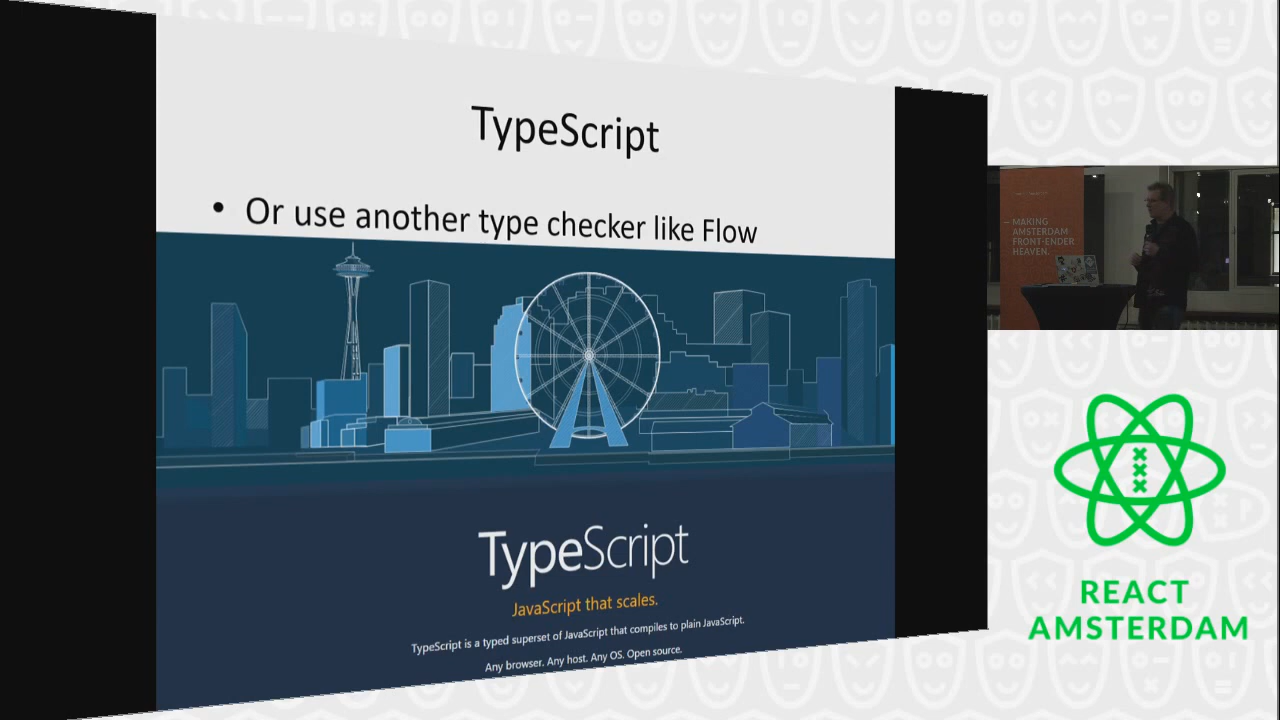 TypeScript
• Or use another type checker like Flow
TypeScript
JavaScript that scales.
TypeScript is a typed superset of JavaScript that compiles to plain JavaScript.
Any browser. Any host. Any OS. Open source.
— MAKING
AMSTERDAM
FRONT-ENDER
HEAVEN.
REACT
AMSTERDAM